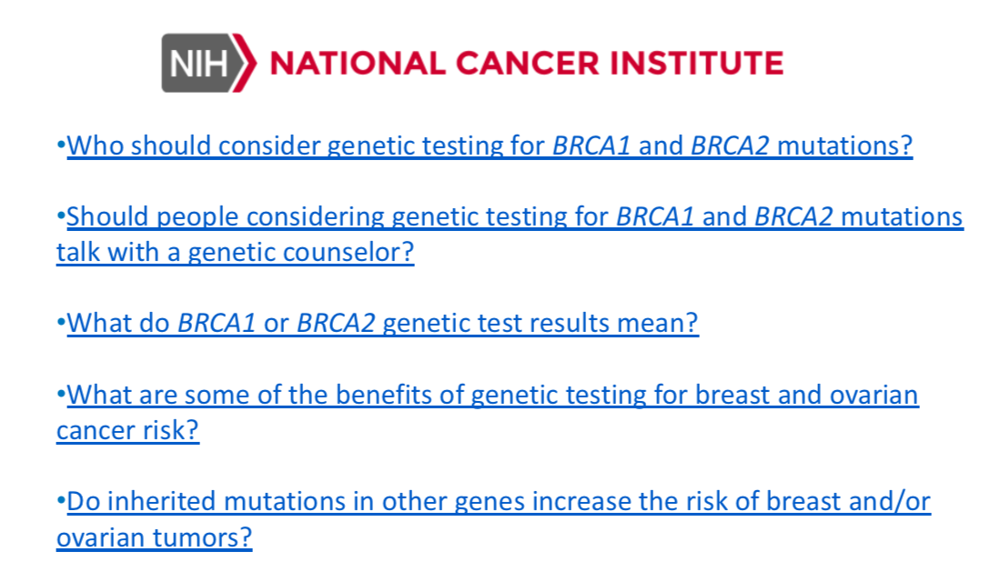 NIH NATIONAL CANCER INSTITUTE
•Who should consider genetic testing for BRCA1 and BRCA2 mutations?
•Should people considering genetic testing for BRCA1 and BRCA2 mutations
talk with a genetic counselor?
•What do BRCA1 or BRCA2 genetic test results mean?
•What are some of the benefits of genetic testing for breast and ovarian
cancer risk?
•Do inherited mutations in other genes increase the risk of breast and/or
ovarian tumors?